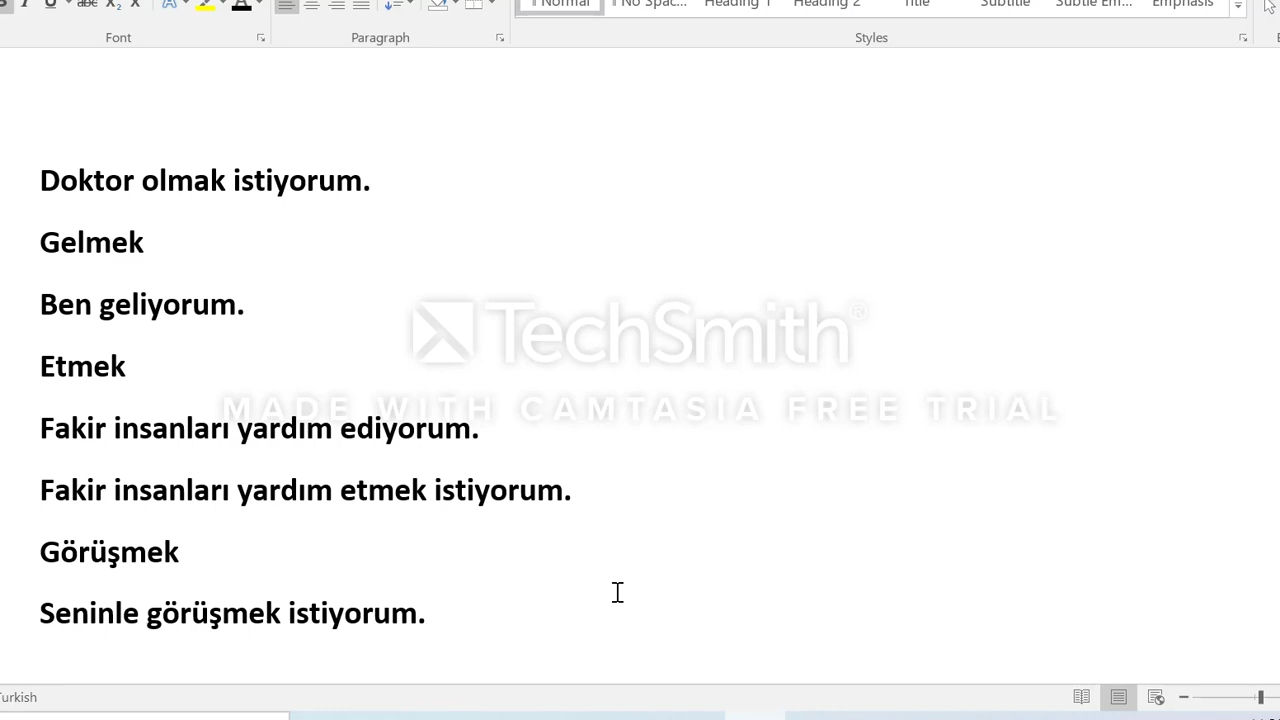 Normal No Spac... Heading 1 Heading 2 Title Subtitle Subtle Em... Emphasis
Font Paragraph Styles
Doktor olmak istiyorum.
Gelmek
Ben geliyorum.
Etmek
Fakir insanları yardım ediyorum.
Fakir insanları yardım etmek istiyorum.
Görüşmek
Seninle görüşmek istiyorum.
TechSmith®
MADE WITH CAMTASIA FREE TRIAL
Turkish